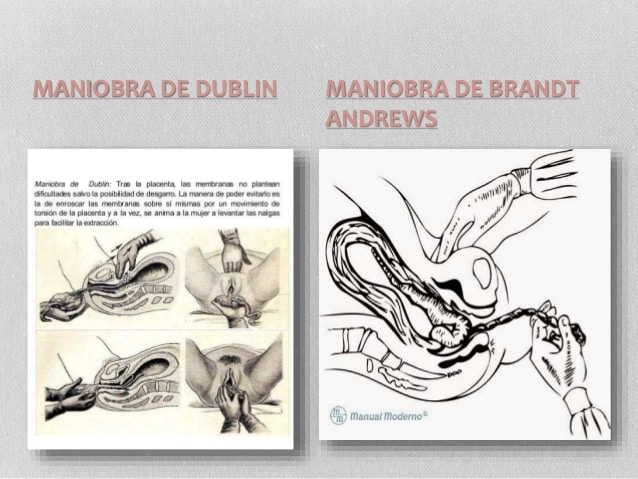 MANIOBRA DE DUBLIN
MANIOBRA DE BRANDT
ANDREWS
Maniobra de Dublin: Tras la placenta, las membranas no plantean
dificultades salvo la posibilidad de desgarro. La manera de poder evitarlo es
la de enroscar las membranas sobre sí mismas por un movimiento de
torsión de la placenta y a la vez, se anima a la mujer a levantar las nalgas
para facilitar la extracción.
Manual Moderno®